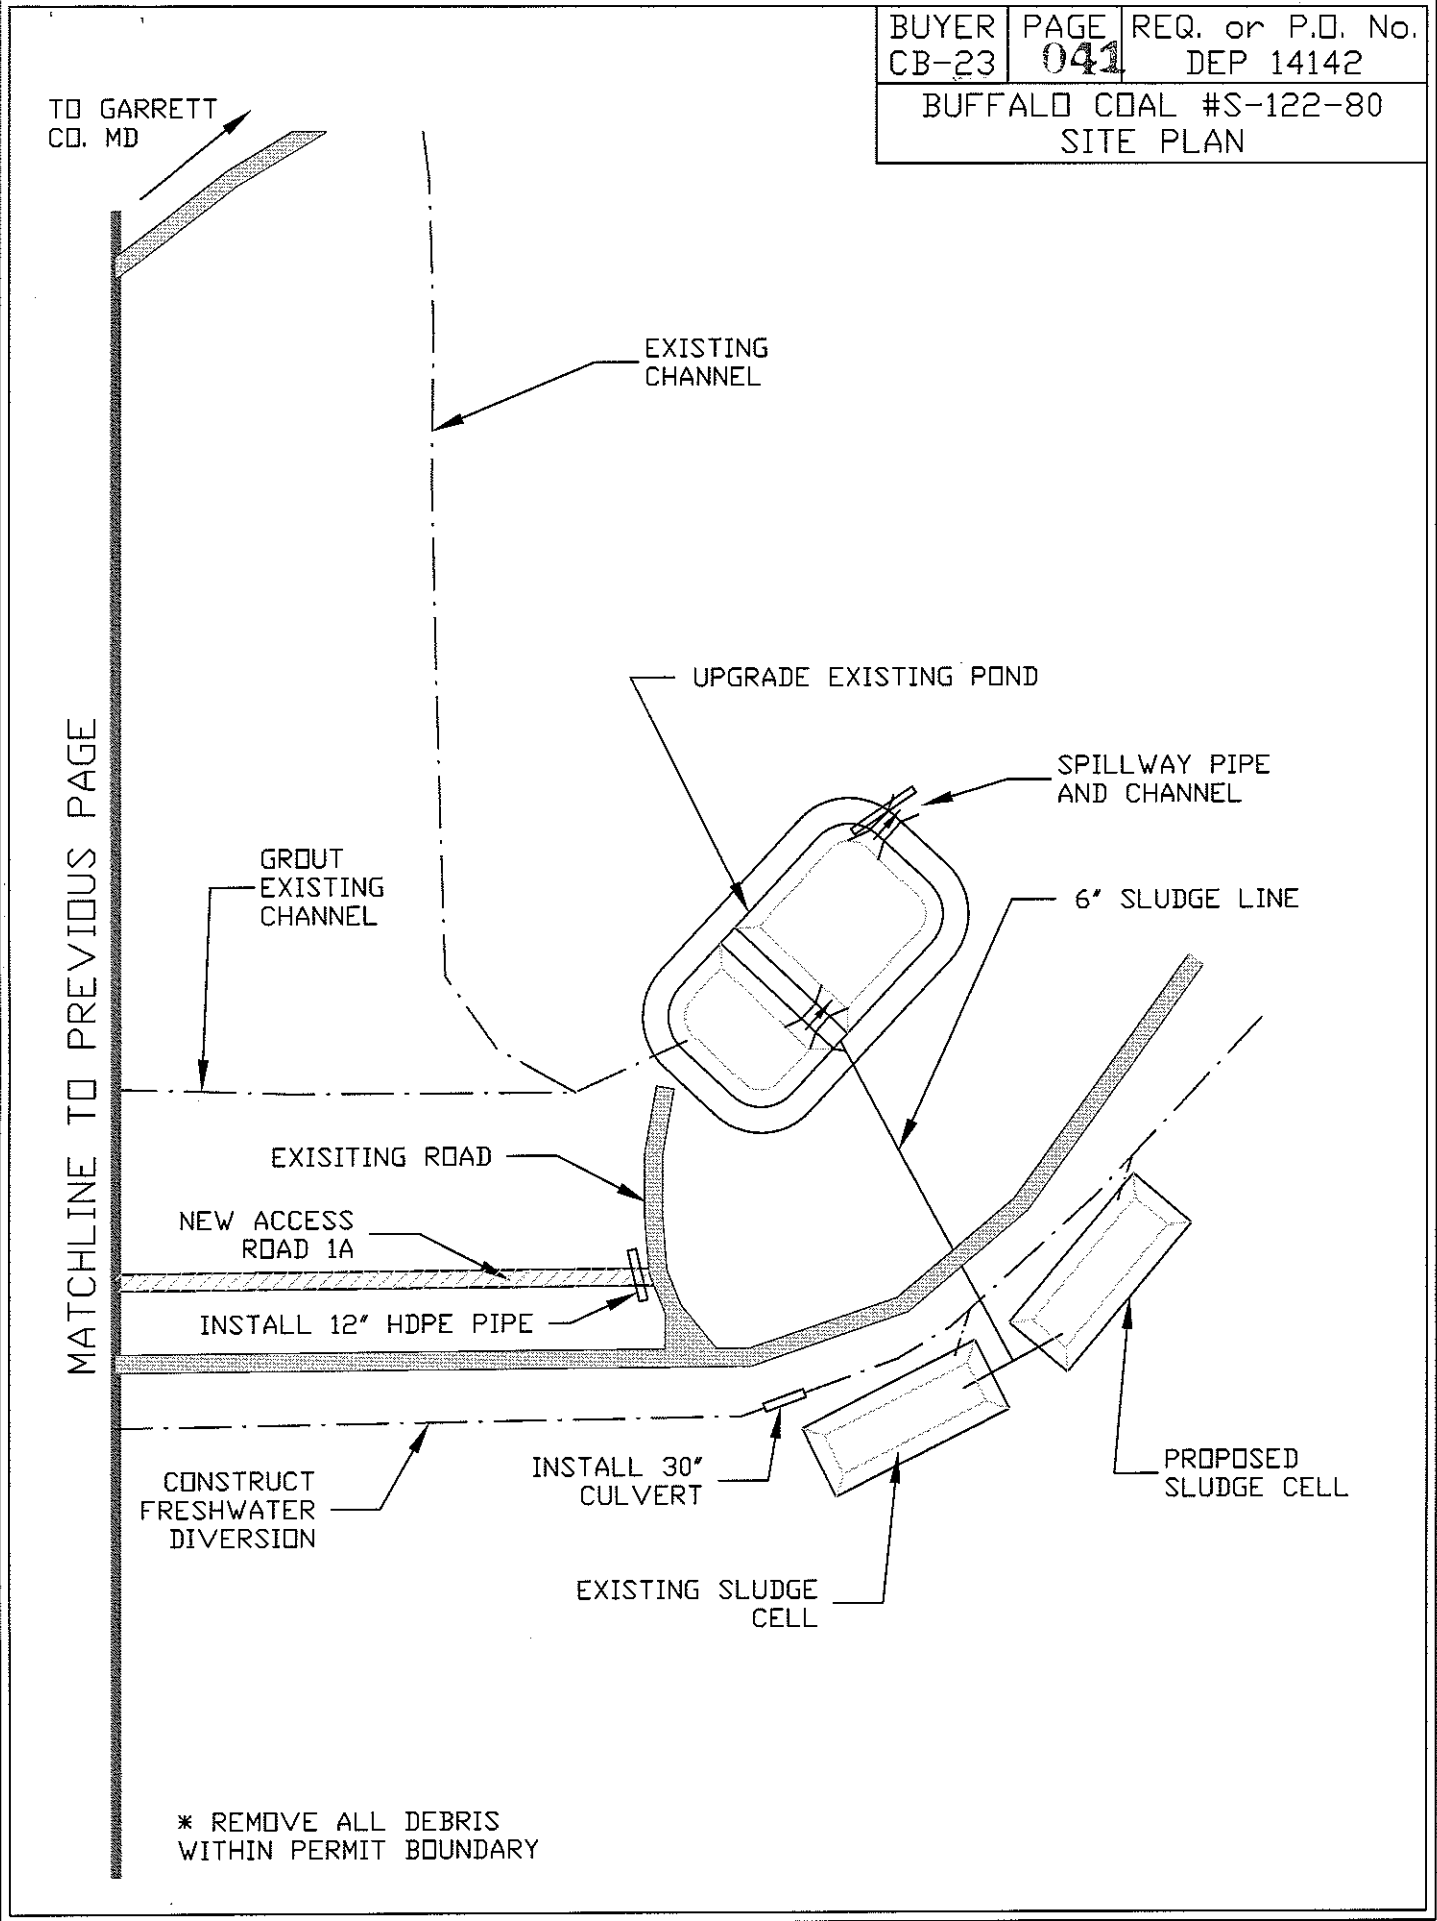 BUYER PAGE REQ. or P.O. No.
CB-23 041 DEP 14142
BUFFALO COAL #S-122-80
SITE PLAN
TO GARRETT
CO. MD
EXISTING
CHANNEL
UPGRADE EXISTING POND
SPILLWAY PIPE
AND CHANNEL
GROUT
EXISTING
CHANNEL
6" SLUDGE LINE
MATCHLINE TO PREVIOUS PAGE
EXISITING ROAD
NEW ACCESS
ROAD 1A
INSTALL 12" HDPE PIPE
CONSTRUCT
FRESHWATER
DIVERSION
INSTALL 30"
CULVERT
PROPOSED
SLUDGE CELL
EXISTING SLUDGE
CELL
* REMOVE ALL DEBRIS
WITHIN PERMIT BOUNDARY